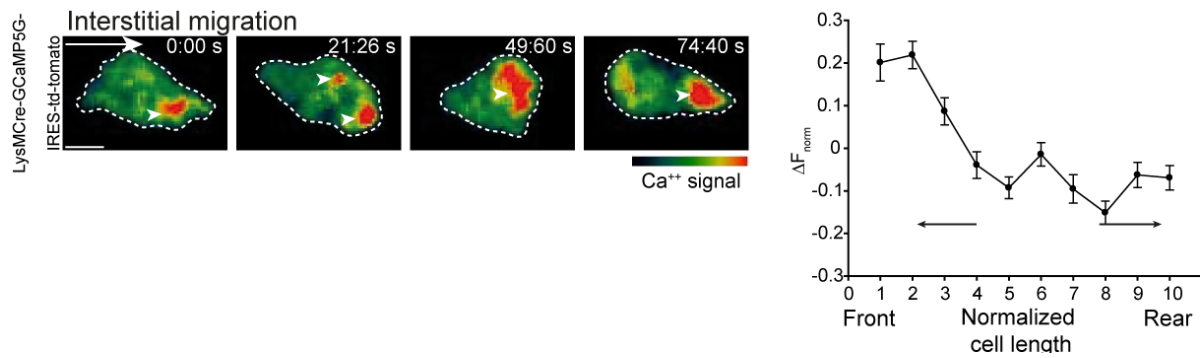 LysMCre-GCaMP5G-
IRES-td-tomato
Interstitial migration
0:00 s
21:26 s
49:60 s
74:40 s
Ca++ signal
ΔFnorm
0.3
0.2
0.1
0
-0.1
-0.2
-0.3
0 1 2 3 4 5 6 7 8 9 10
Front Normalized Rear
cell length